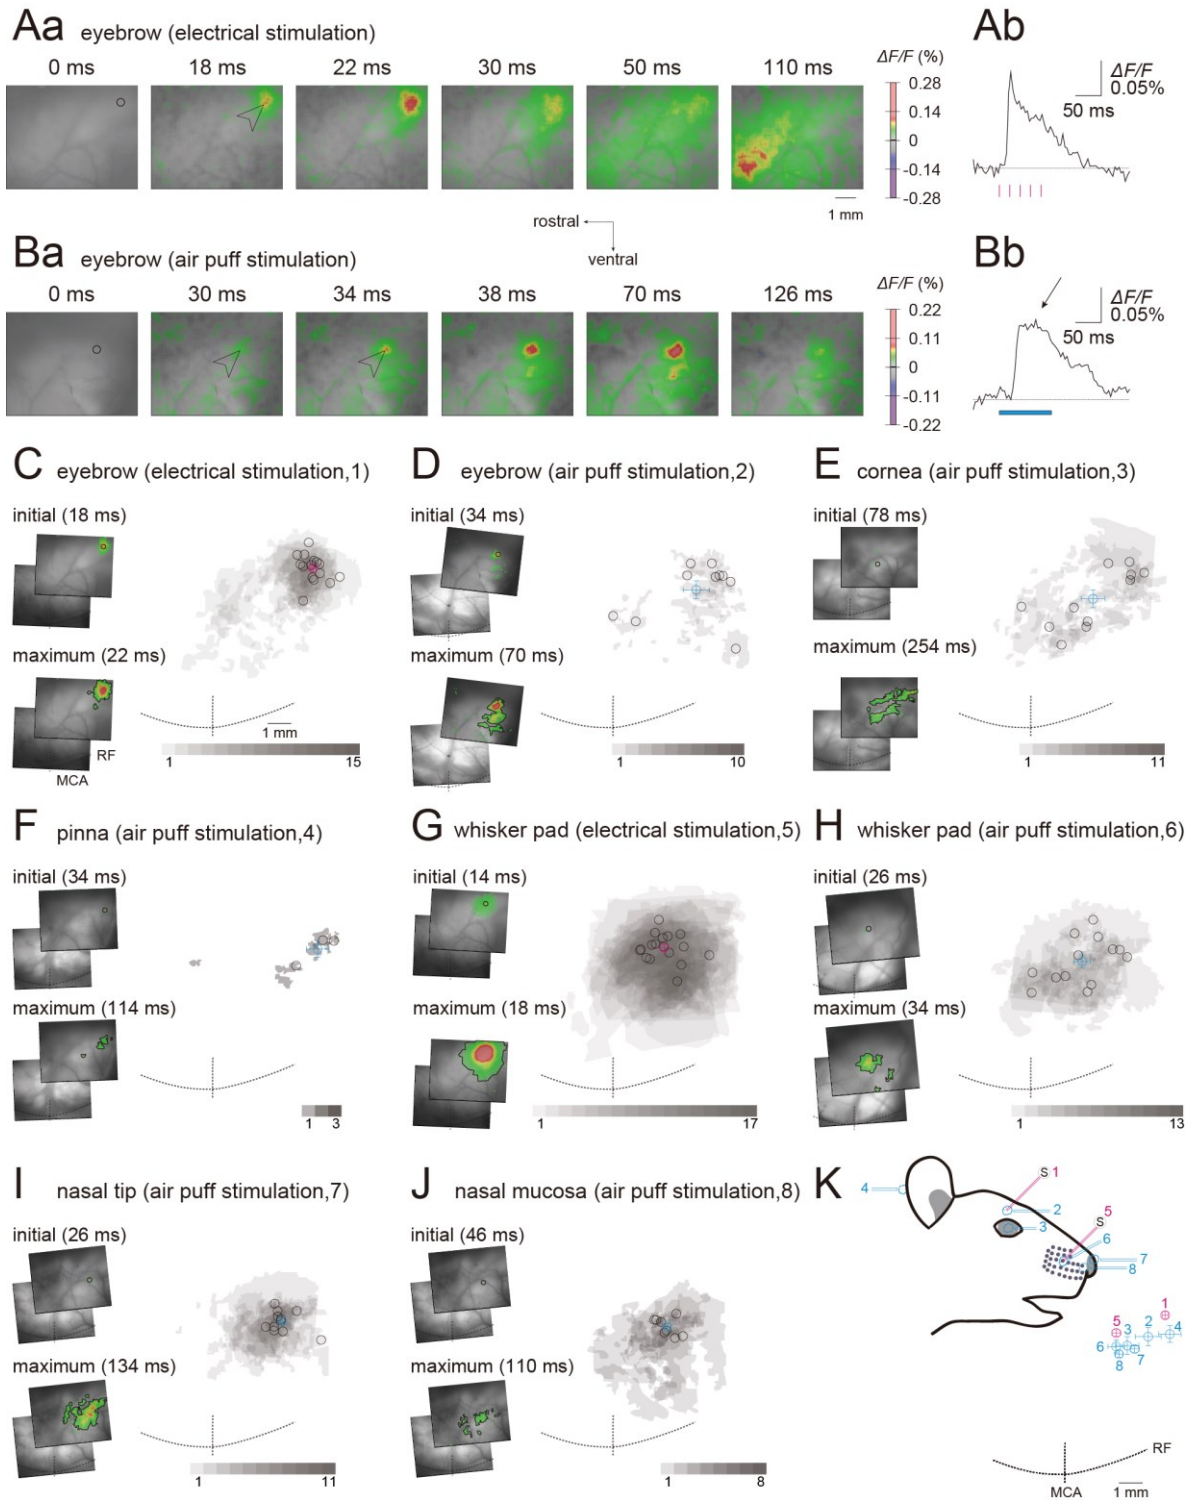 Aa eyebrow (electrical stimulation)
0 ms 18 ms 22 ms 30 ms 50 ms 110 ms
ΔF/F (%)
0.28
0.14
0
-0.14
-0.28
1 mm
Ab
ΔF/F
0.05%
50 ms
rostral
ventral
Ba eyebrow (air puff stimulation)
0 ms 30 ms 34 ms 38 ms 70 ms 126 ms
ΔF/F (%)
0.22
0.11
0
-0.11
-0.22
Bb
ΔF/F
0.05%
50 ms
C eyebrow (electrical stimulation,1)
initial (18 ms)
maximum (22 ms)
RF
MCA
1 mm
1 15
D eyebrow (air puff stimulation,2)
initial (34 ms)
maximum (70 ms)
1 10
E cornea (air puff stimulation,3)
initial (78 ms)
maximum (254 ms)
1 11
F pinna (air puff stimulation,4)
initial (34 ms)
maximum (114 ms)
1 3
G whisker pad (electrical stimulation,5)
initial (14 ms)
maximum (18 ms)
1 17
H whisker pad (air puff stimulation,6)
initial (26 ms)
maximum (34 ms)
1 13
I nasal tip (air puff stimulation,7)
initial (26 ms)
maximum (134 ms)
1 11
J nasal mucosa (air puff stimulation,8)
initial (46 ms)
maximum (110 ms)
1 8
K
S 1
4
2
3
5
S
6
7
8
1
5 3 2 4
6 7
8
RF
MCA
1 mm